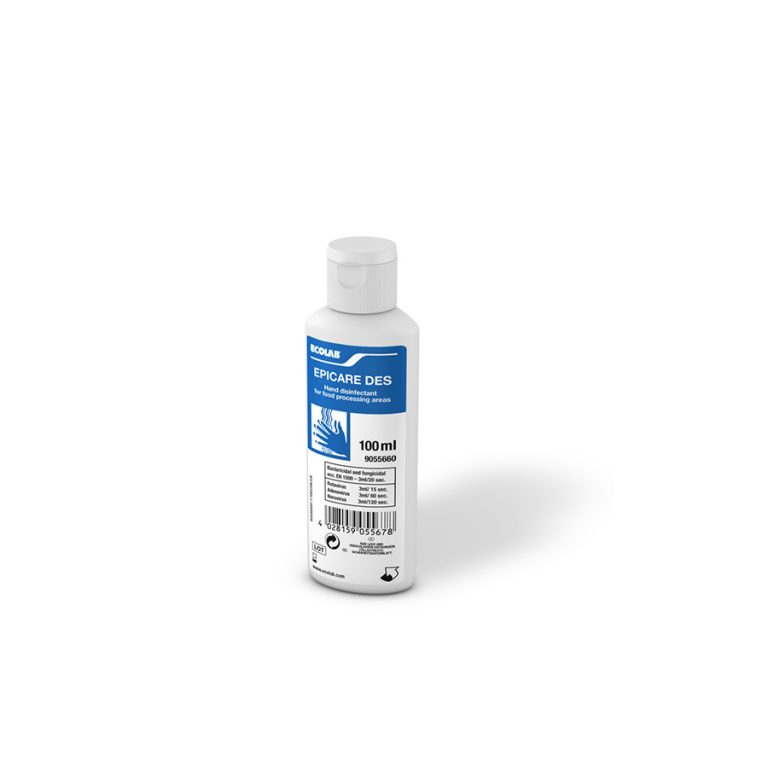 ECOLAB
EPICARE DES
Hand disinfectant
for food processing areas
100 ml
9055660
Bactericidal and fungicidal
acc. EN 1500 – 3ml/20 sec.
Rotavirus 3ml/ 15 sec.
Adenovirus 3ml/ 60 sec.
Norovirus 3ml/120 sec.
4 028159 055678
LOT
www.ecolab.com